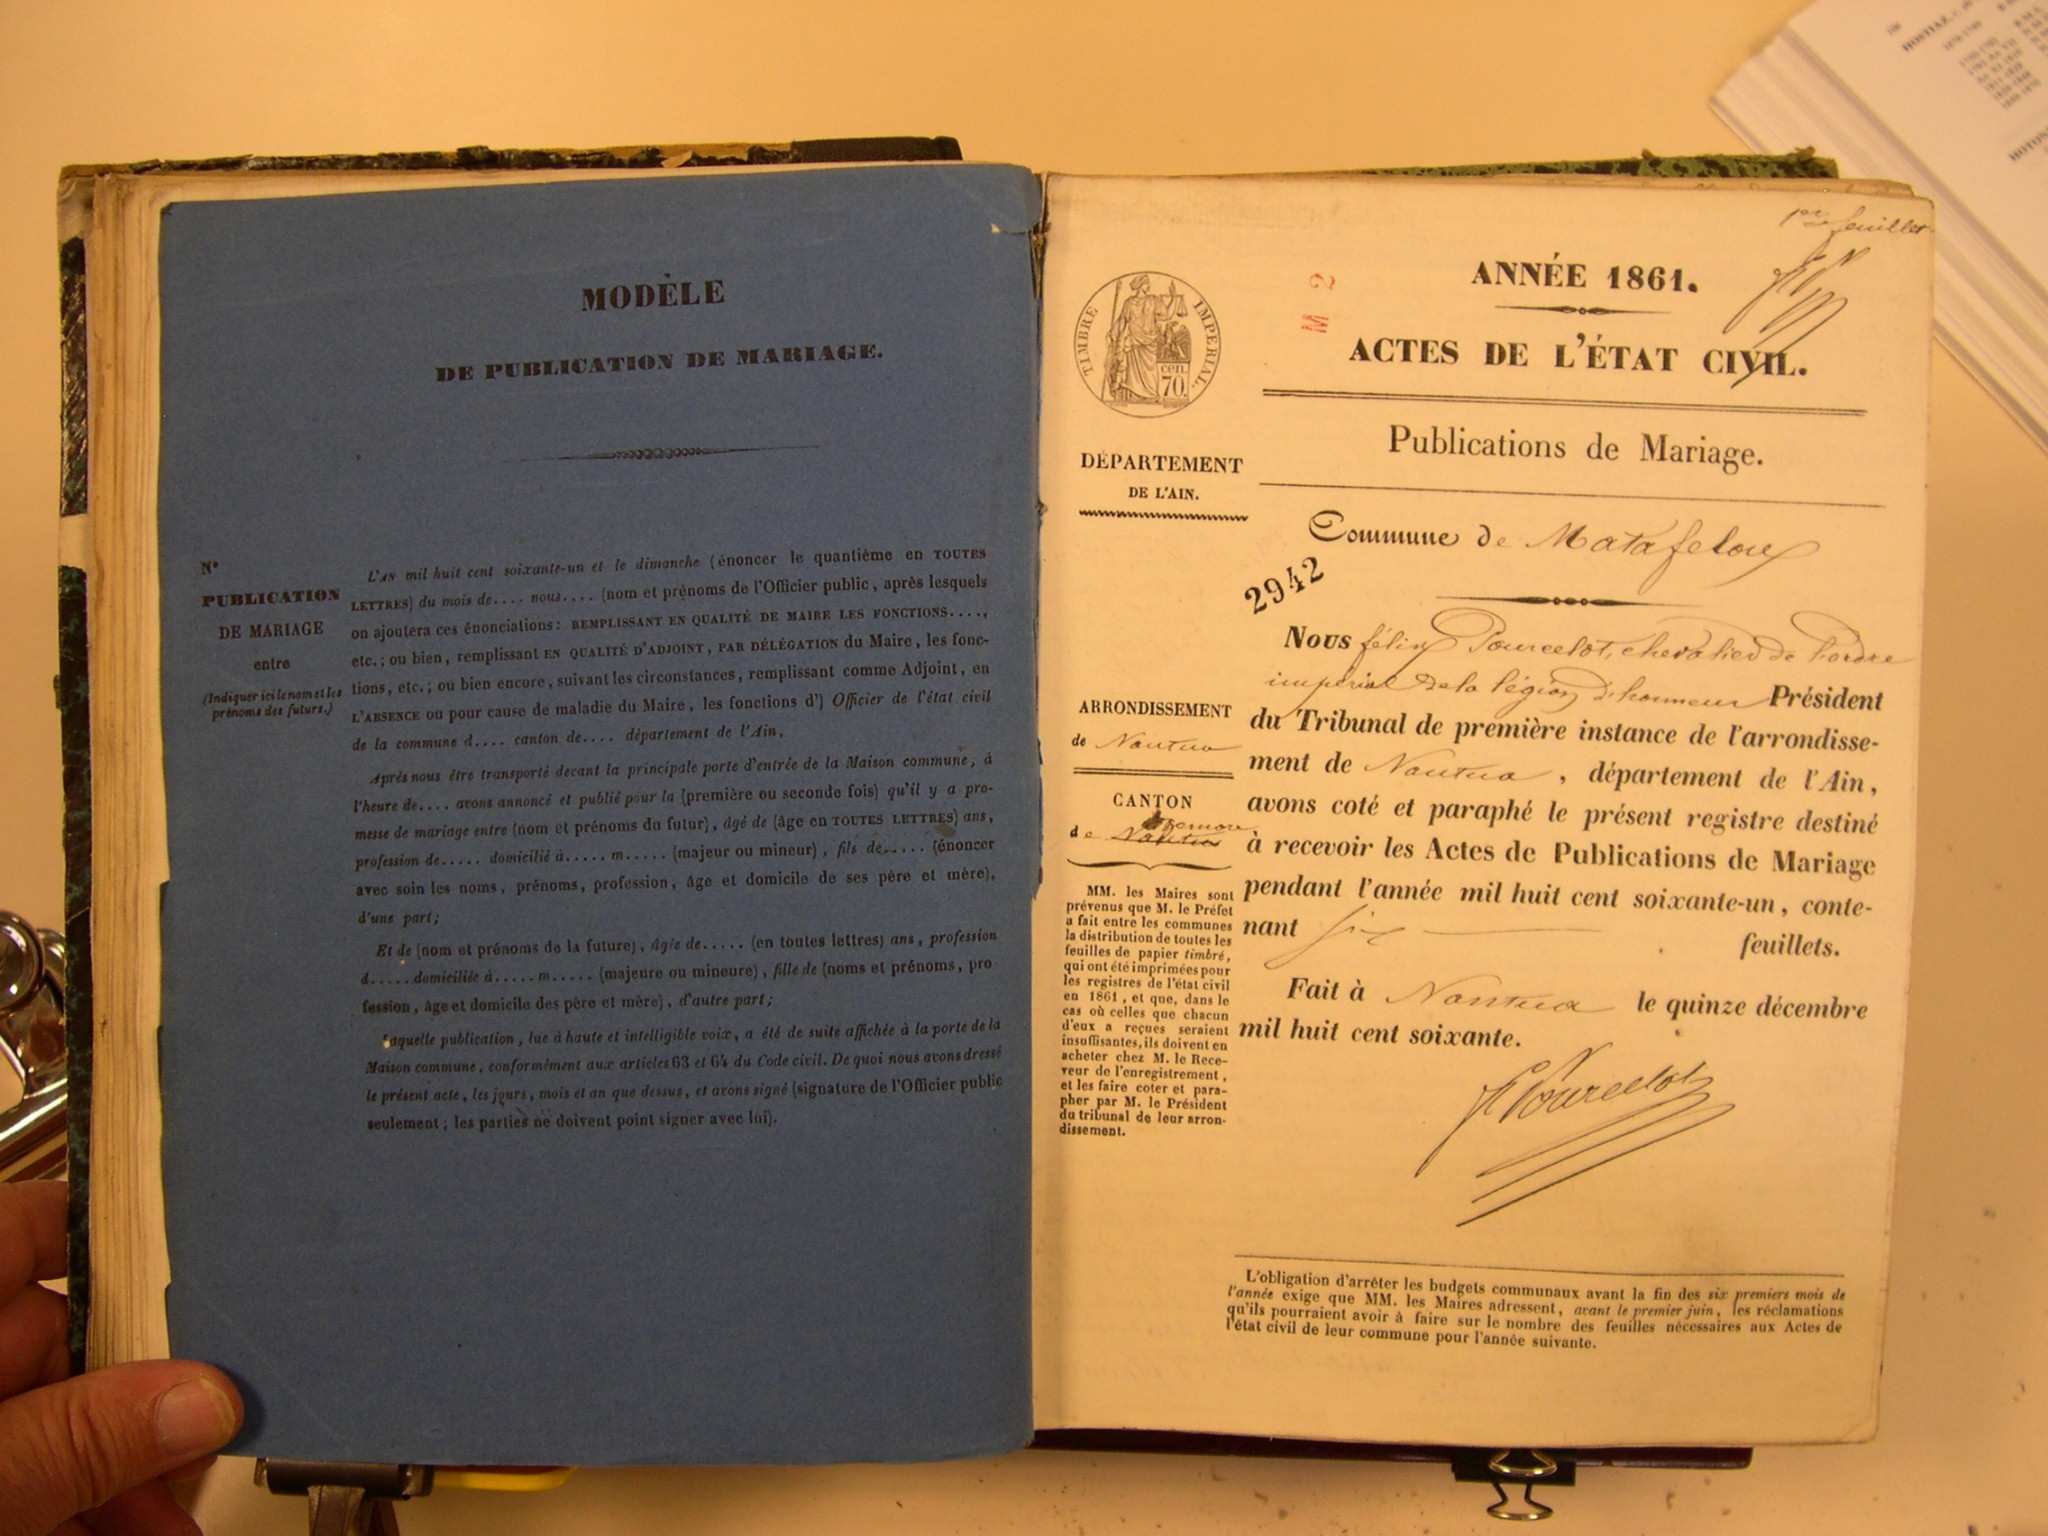 MODÈLE
DE PUBLICATION DE MARIAGE.
N°
PUBLICATION
DE MARIAGE
entre
(Indiquer ici le nom et les
prénoms des futurs.)
L'AN mil huit cent soixante-un et le dimanche (énoncer le quantième en TOUTES
LETTRES) du mois de.... nous.... (nom et prénoms de l'Officier public, après lesquels
on ajoutera ces énonciations: REMPLISSANT EN QUALITÉ DE MAIRE LES FONCTIONS....,
etc.; ou bien, remplissant EN QUALITÉ D'ADJOINT, PAR DÉLÉGATION du Maire, les fonc-
tions, etc.; ou bien encore, suivant les circonstances, remplissant comme Adjoint, en
L'ABSENCE ou pour cause de maladie du Maire, les fonctions d') Officier de l'état civil
de la commune d.... canton de.... département de l'Ain,
Après nous être transporté devant la principale porte d'entrée de la Maison commune, à
l'heure de.... avons annoncé et publié pour la (première ou seconde fois) qu'il y a pro-
messe de mariage entre (nom et prénoms du futur), âgé de (âge en TOUTES LETTRES) ans,
profession de..... domicilié à..... m..... (majeur ou mineur), fils de..... (énoncer
avec soin les noms, prénoms, profession, âge et domicile de ses père et mère),
d'une part;
Et de (nom et prénoms de la future), âgée de..... (en toutes lettres) ans, profession
d..... domiciliée à..... m..... (majeure ou mineure), fille de (noms et prénoms, pro
fession, âge et domicile des père et mère), d'autre part;
Laquelle publication, lue à haute et intelligible voix, a été de suite affichée à la porte de la
Maison commune, conformément aux articles 63 et 64 du Code civil. De quoi nous avons dressé
le présent acte, les jours, mois et an que dessus, et avons signé (signature de l'Officier public
seulement; les parties ne doivent point signer avec lui).
1er feuillet
TIMBRE IMPERIAL.
cen.
70.
M 2
ANNÉE 1861.
ACTES DE L'ÉTAT CIVIL.
Publications de Mariage.
DÉPARTEMENT
DE L'AIN.
Commune de Matafelon
2942
Nous félix Pourcelot, chevalier de l'ordre
impérial de la légion d'honneur Président
du Tribunal de première instance de l'arrondisse-
ment de Nantua, département de l'Ain,
avons coté et paraphé le présent registre destiné
à recevoir les Actes de Publications de Mariage
pendant l'année mil huit cent soixante-un, conte-
nant six feuillets.
Fait à Nantua le quinze décembre
mil huit cent soixante.
F Pourcelot
ARRONDISSEMENT
de Nantua
CANTON
Izernore
de Nantua
MM. les Maires sont
prévenus que M. le Préfet
a fait entre les communes
la distribution de toutes les
feuilles de papier timbré,
qui ont été imprimées pour
les registres de l'état civil
en 1861, et que, dans le
cas où celles que chacun
d'eux a reçues seraient
insuffisantes, ils doivent en
acheter chez M. le Rece-
veur de l'enregistrement,
et les faire coter et para-
pher par M. le Président
du tribunal de leur arron-
dissement.
L'obligation d'arrêter les budgets communaux avant la fin des six premiers mois de
l'année exige que MM. les Maires adressent, avant le premier juin, les réclamations
qu'ils pourraient avoir à faire sur le nombre des feuilles nécessaires aux Actes de
l'état civil de leur commune pour l'année suivante.